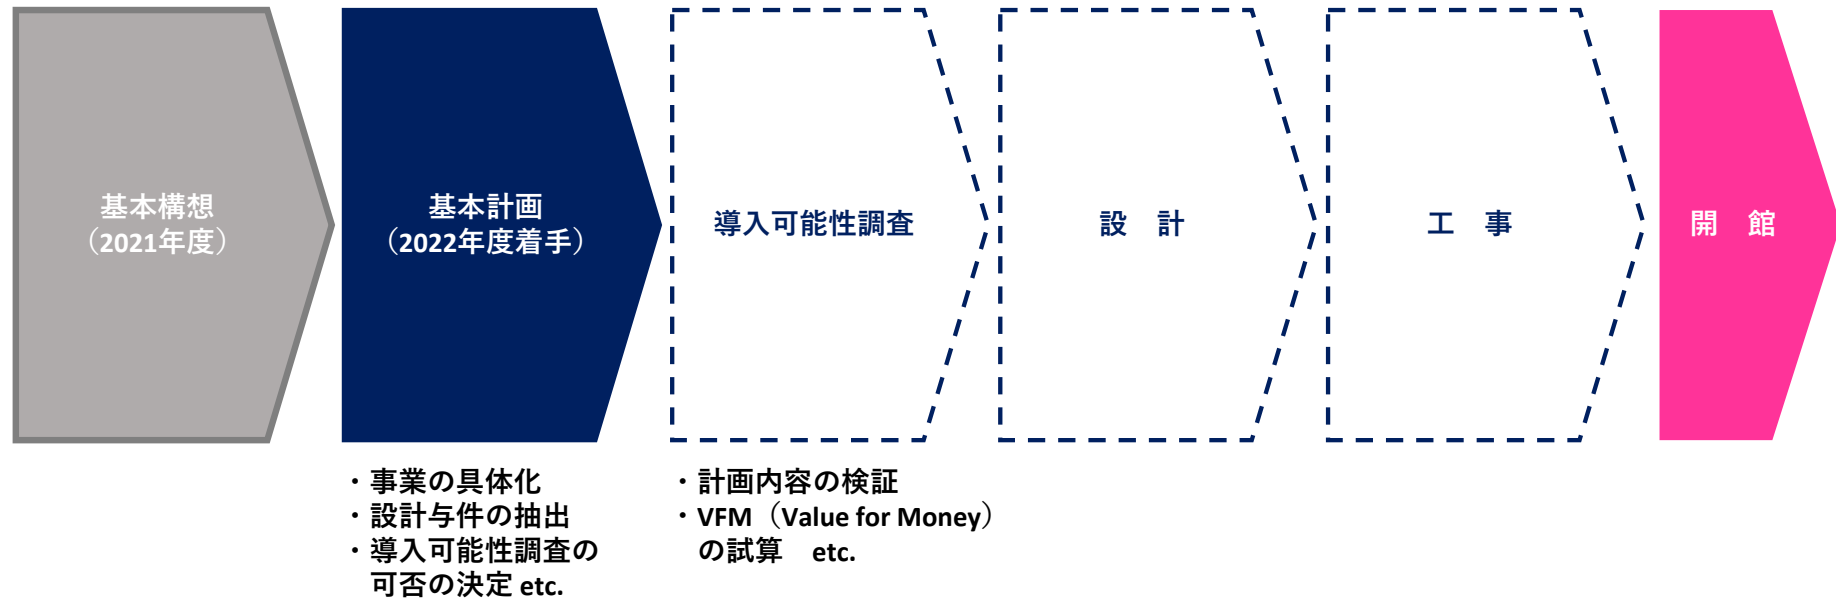 基本構想
（2021年度）
基本計画
（2022年度着手）
導入可能性調査
設　計
工　事
開　館
・事業の具体化
・設計与件の抽出
・導入可能性調査の
可否の決定 etc.
・計画内容の検証
・VFM（Value for Money）
の試算　etc.